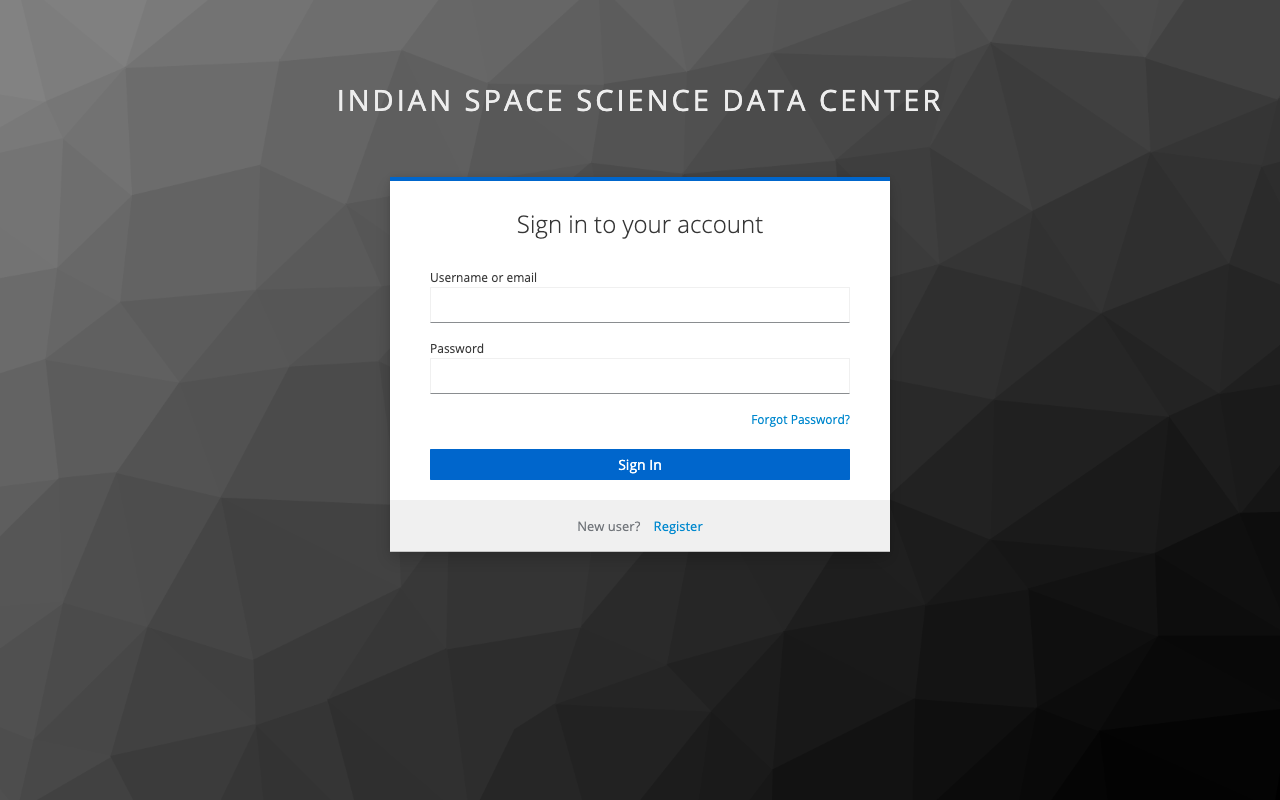 INDIAN SPACE SCIENCE DATA CENTER
Sign in to your account
Username or email
Password
Forgot Password?
Sign In
New user? Register